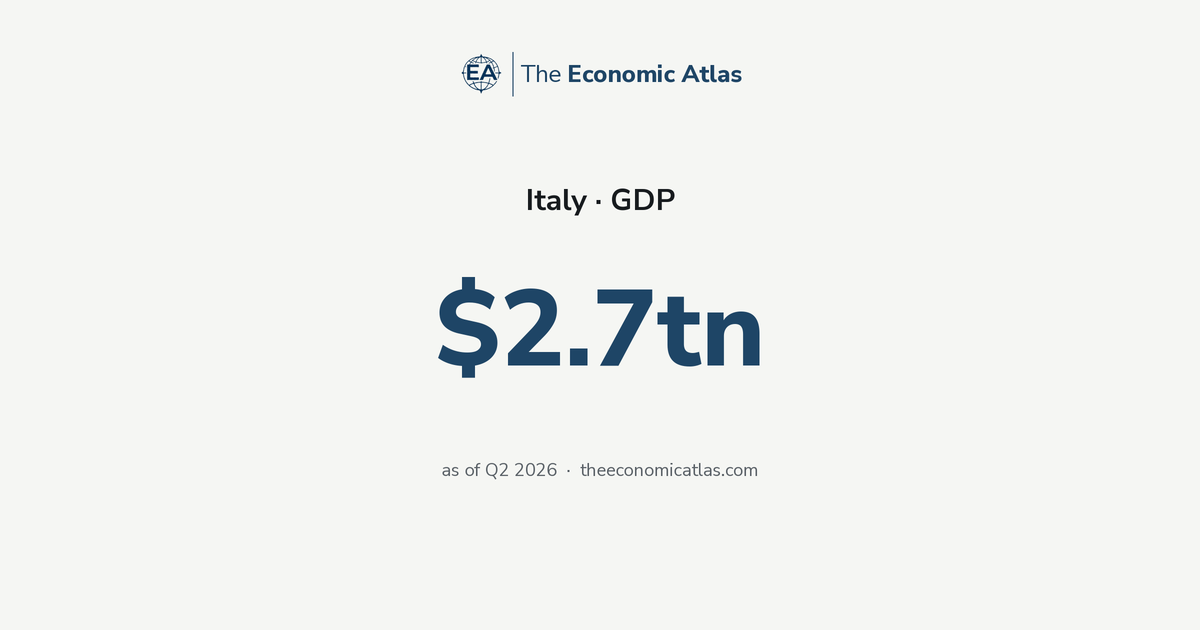 EA The Economic Atlas
Italy · GDP
$2.7tn
as of Q2 2026 · theeconomicatlas.com